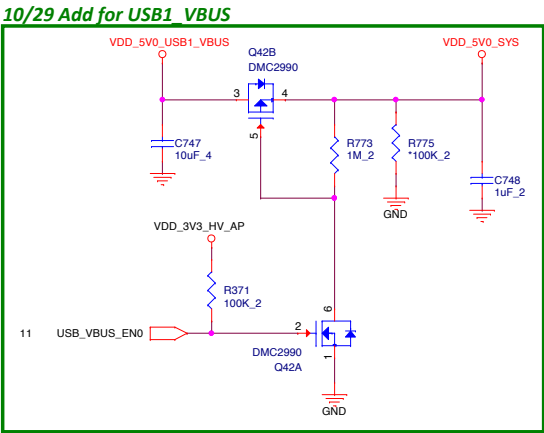 10/29 Add for USB1_VBUS
VDD_5V0_USB1_VBUS
VDD_5V0_SYS
Q42B
DMC2990
3
4
5
C747
10uF_4
R773
1M_2
R775
*100K_2
C748
1uF_2
GND
VDD_3V3_HV_AP
R371
100K_2
6
11
USB_VBUS_EN0
2
DMC2990
Q42A
1
GND